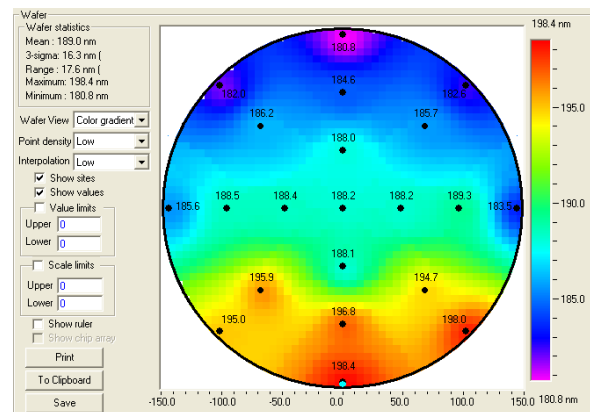 Wafer
Wafer statistics
Mean : 189.0 nm
3-sigma: 16.3 nm (
Range : 17.6 nm (
Maximum: 198.4 nm
Minimum : 180.8 nm
Wafer View Color gradient
Point density Low
Interpolation Low
Show sites
Show values
Value limits
Upper 0
Lower 0
Scale limits
Upper 0
Lower 0
Show ruler
Show chip array
Print
To Clipboard
Save
180.8
184.6
182.0
182.6
186.2
185.7
188.0
185.6 188.5 188.4 188.2 188.2 189.3 183.5
188.1
195.9
194.7
196.8
195.0
198.0
198.4
-150.0 -100.0 -50.0 0.0 50.0 100.0 150.0
198.4 nm
195.0
190.0
185.0
180.8 nm